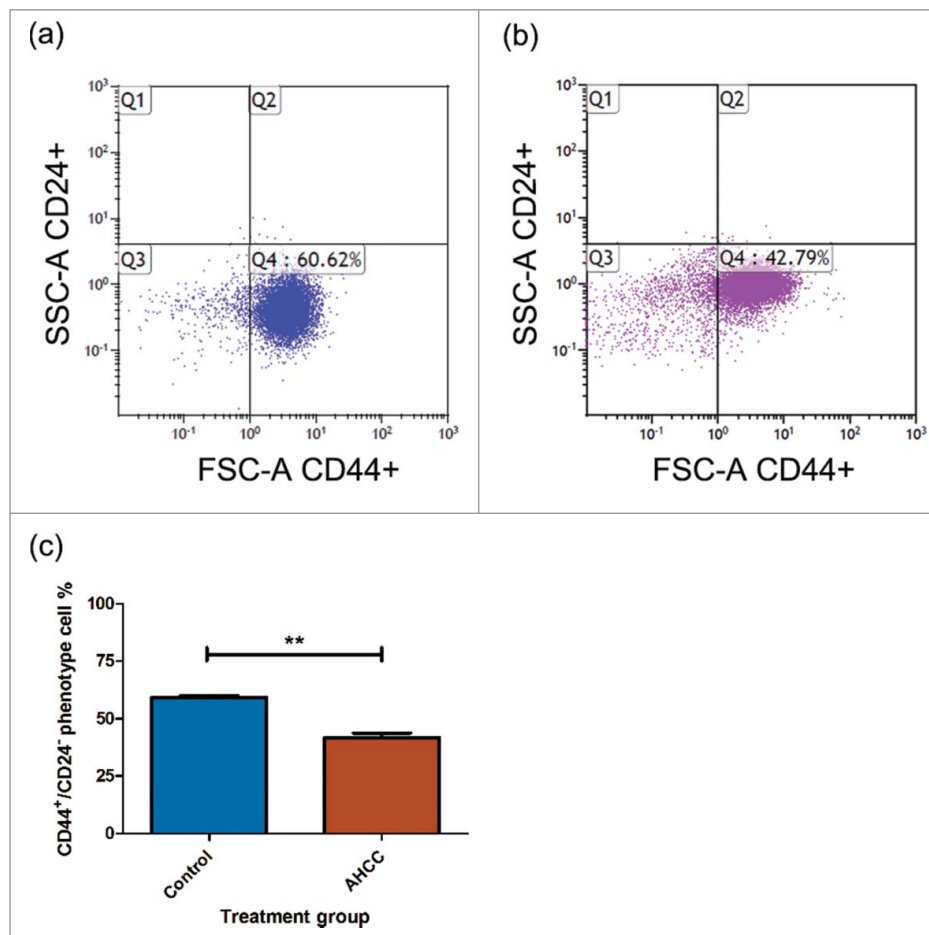 (a)
10³
Q1
Q2
10²
10¹
Q3
Q4 : 60.62%
10⁰
10⁻¹
SSC-A CD24+
10⁻¹
10⁰
10¹
10²
10³
FSC-A CD44+
(b)
10³
Q1
Q2
10²
10¹
Q3
Q4 : 42.79%
10⁰
10⁻¹
SSC-A CD24+
10⁻¹
10⁰
10¹
10²
10³
FSC-A CD44+
(c)
CD44⁺/CD24⁻ phenotype cell %
100
75
50
25
0
**
Control
AHCC
Treatment group